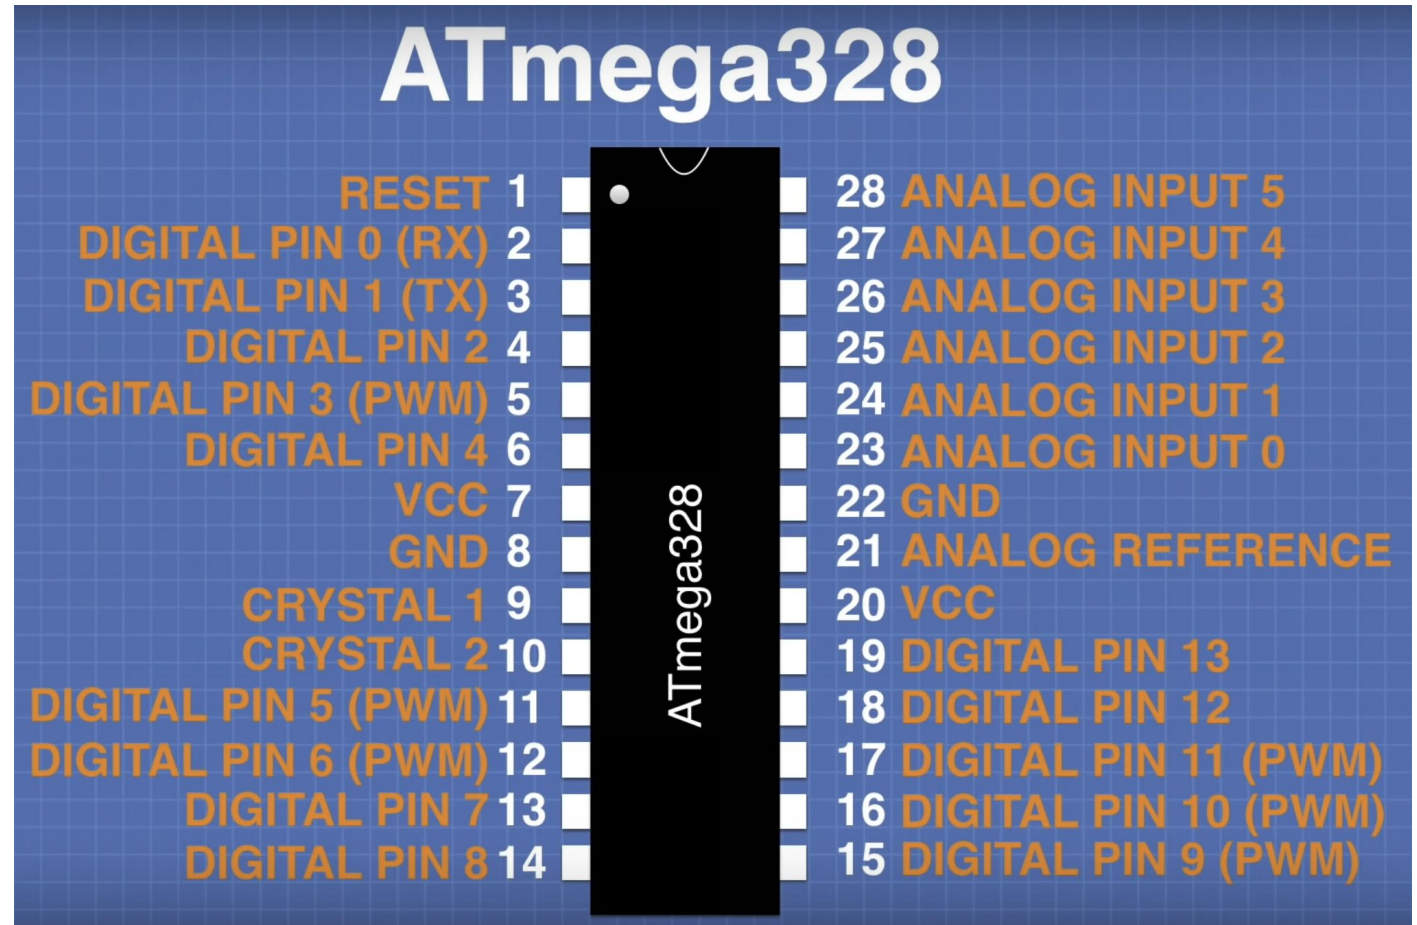 ATmega328
RESET 1
DIGITAL PIN 0 (RX) 2
DIGITAL PIN 1 (TX) 3
DIGITAL PIN 2 4
DIGITAL PIN 3 (PWM) 5
DIGITAL PIN 4 6
VCC 7
GND 8
CRYSTAL 1 9
CRYSTAL 2 10
DIGITAL PIN 5 (PWM) 11
DIGITAL PIN 6 (PWM) 12
DIGITAL PIN 7 13
DIGITAL PIN 8 14
ATmega328
28 ANALOG INPUT 5
27 ANALOG INPUT 4
26 ANALOG INPUT 3
25 ANALOG INPUT 2
24 ANALOG INPUT 1
23 ANALOG INPUT 0
22 GND
21 ANALOG REFERENCE
20 VCC
19 DIGITAL PIN 13
18 DIGITAL PIN 12
17 DIGITAL PIN 11 (PWM)
16 DIGITAL PIN 10 (PWM)
15 DIGITAL PIN 9 (PWM)